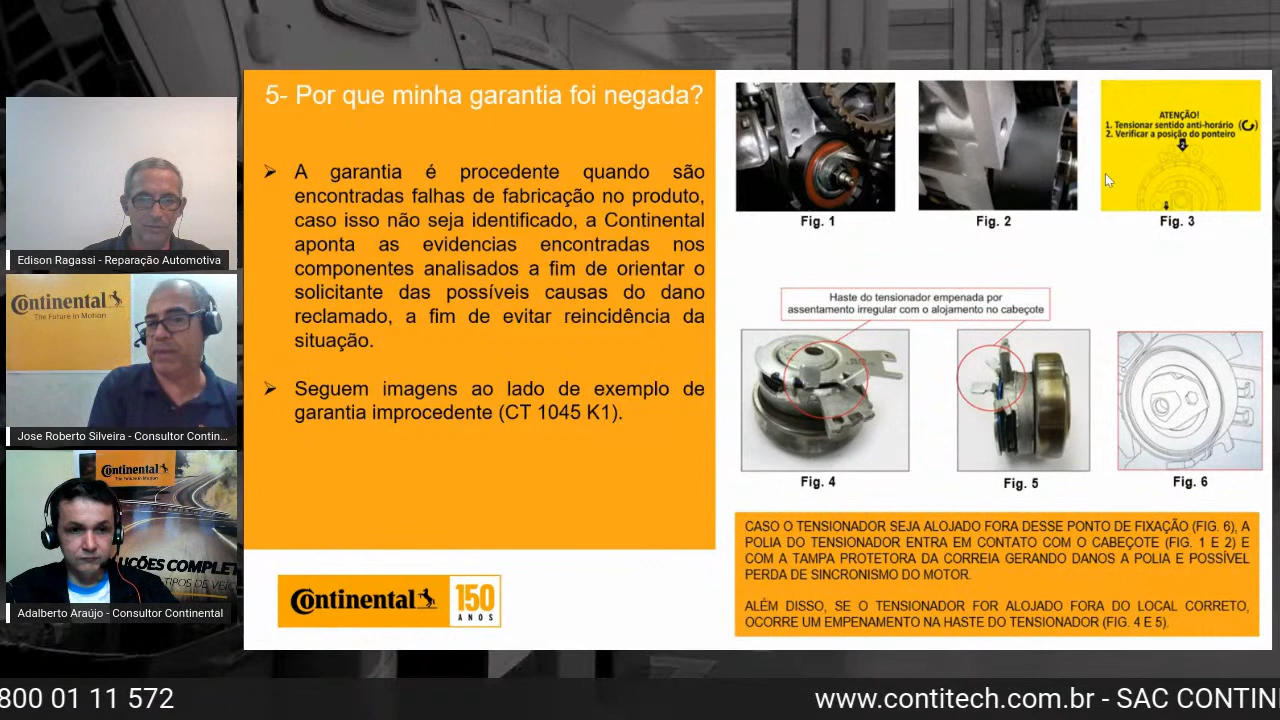 5- Por que minha garantia foi negada?
➢ A garantia é procedente quando são
encontradas falhas de fabricação no produto,
caso isso não seja identificado, a Continental
aponta as evidencias encontradas nos
componentes analisados a fim de orientar o
solicitante das possíveis causas do dano
reclamado, a fim de evitar reincidência da
situação.
➢ Seguem imagens ao lado de exemplo de
garantia improcedente (CT 1045 K1).
Continental
150
ANOS
ATENÇÃO!
1. Tensionar sentido anti-horário
2. Verificar a posição do ponteiro
Fig. 1
Fig. 2
Fig. 3
Haste do tensionador empenada por
assentamento irregular com o alojamento no cabeçote
Fig. 4
Fig. 5
Fig. 6
CASO O TENSIONADOR SEJA ALOJADO FORA DESSE PONTO DE FIXAÇÃO (FIG. 6), A
POLIA DO TENSIONADOR ENTRA EM CONTATO COM O CABEÇOTE (FIG. 1 E 2) E
COM A TAMPA PROTETORA DA CORREIA GERANDO DANOS A POLIA E POSSÍVEL
PERDA DE SINCRONISMO DO MOTOR.
ALÉM DISSO, SE O TENSIONADOR FOR ALOJADO FORA DO LOCAL CORRETO,
OCORRE UM EMPENAMENTO NA HASTE DO TENSIONADOR (FIG. 4 E 5).
Edison Ragassi - Reparação Automotiva
Continental
The Future in Motion
Jose Roberto Silveira - Consultor Contin...
Continental
The Future in Motion
UÇÕES COMPLET
TIPOS DE VEÍC
Adalberto Araújo - Consultor Continental
800 01 11 572
www.contitech.com.br - SAC CONTIN